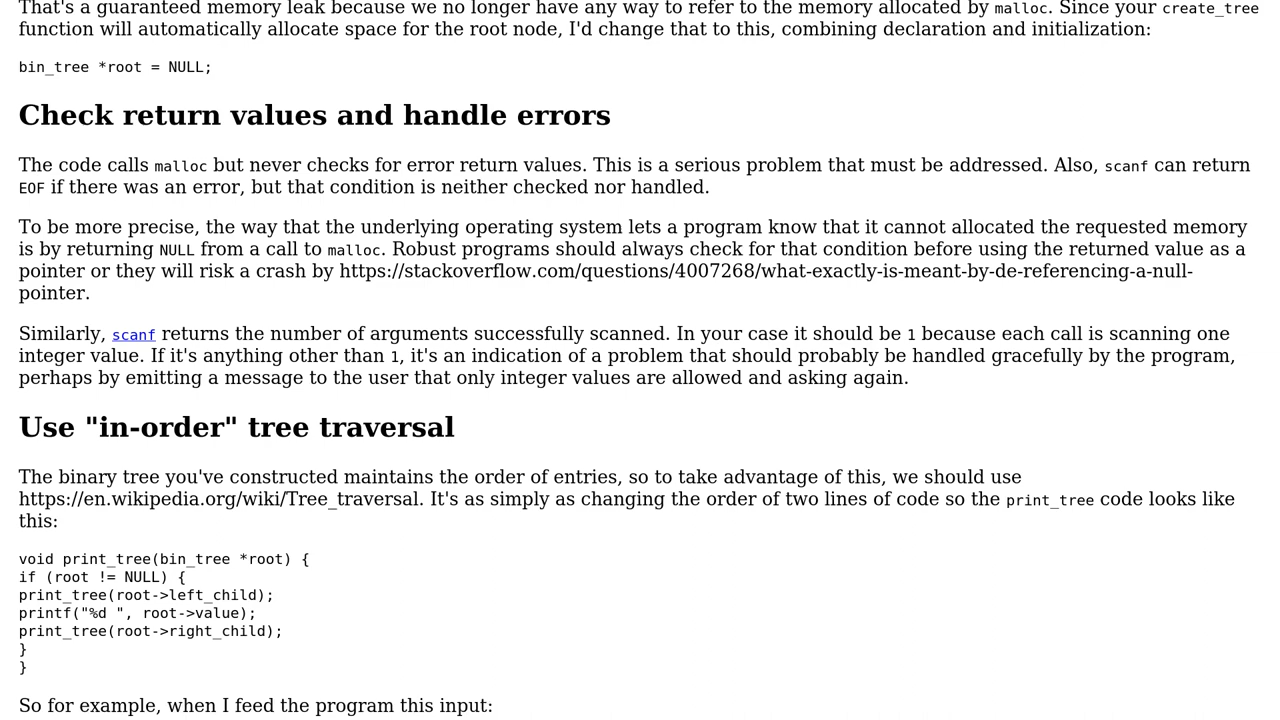 That's a guaranteed memory leak because we no longer have any way to refer to the memory allocated by malloc. Since your create_tree
function will automatically allocate space for the root node, I'd change that to this, combining declaration and initialization:
bin_tree *root = NULL;
Check return values and handle errors
The code calls malloc but never checks for error return values. This is a serious problem that must be addressed. Also, scanf can return
EOF if there was an error, but that condition is neither checked nor handled.
To be more precise, the way that the underlying operating system lets a program know that it cannot allocated the requested memory
is by returning NULL from a call to malloc. Robust programs should always check for that condition before using the returned value as a
pointer or they will risk a crash by https://stackoverflow.com/questions/4007268/what-exactly-is-meant-by-de-referencing-a-null-
pointer.
Similarly, scanf returns the number of arguments successfully scanned. In your case it should be 1 because each call is scanning one
integer value. If it's anything other than 1, it's an indication of a problem that should probably be handled gracefully by the program,
perhaps by emitting a message to the user that only integer values are allowed and asking again.
Use "in-order" tree traversal
The binary tree you've constructed maintains the order of entries, so to take advantage of this, we should use
https://en.wikipedia.org/wiki/Tree_traversal. It's as simply as changing the order of two lines of code so the print_tree code looks like
this:
void print_tree(bin_tree *root) {
if (root != NULL) {
print_tree(root->left_child);
printf("%d ", root->value);
print_tree(root->right_child);
}
}
So for example, when I feed the program this input: